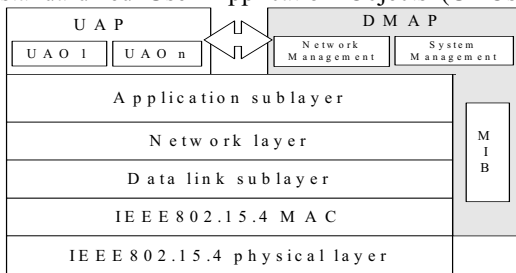 UAP
DMAP
UAO 1
UAO n
Network
Management
System
Management
Application sublayer
Network layer
Data link sublayer
IEEE802.15.4 MAC
IEEE802.15.4 physical layer
M
I
B